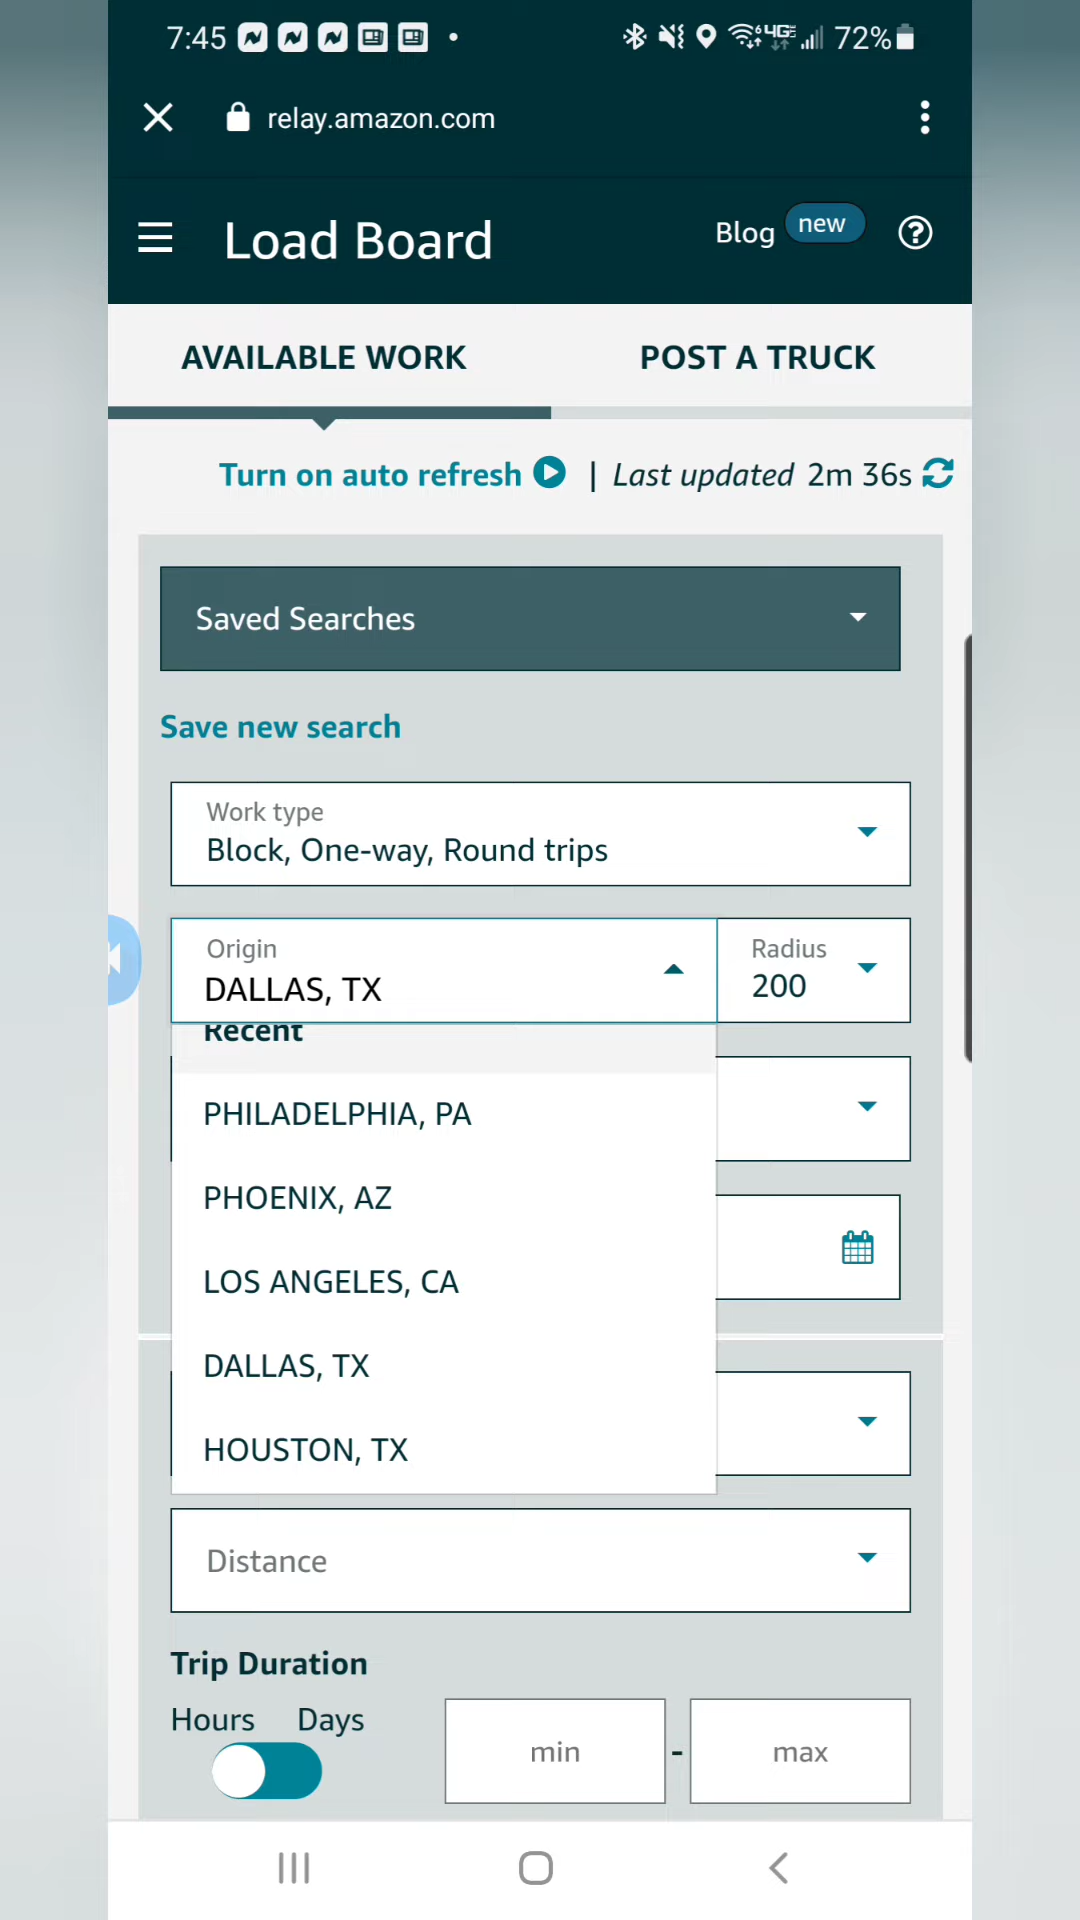 7:45 72%
relay.amazon.com
Load Board
Blog new
AVAILABLE WORK POST A TRUCK
Turn on auto refresh | Last updated 2m 36s
Saved Searches
Save new search
Work type
Block, One-way, Round trips
Origin
DALLAS, TX
Radius
200
Recent
PHILADELPHIA, PA
PHOENIX, AZ
LOS ANGELES, CA
DALLAS, TX
HOUSTON, TX
Distance
Trip Duration
Hours Days
min - max